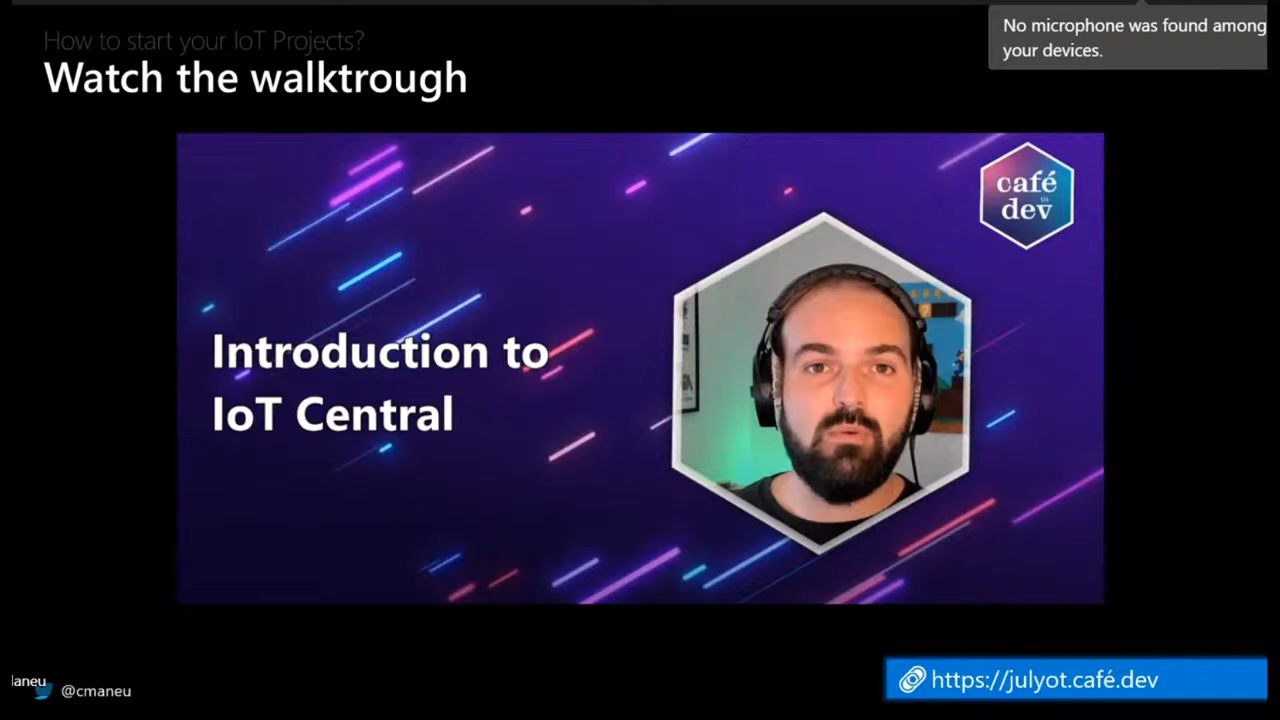 How to start your IoT Projects?
Watch the walktrough
No microphone was found among
your devices.
café
dev
Introduction to
IoT Central
laneu
@cmaneu
https://julyot.café.dev